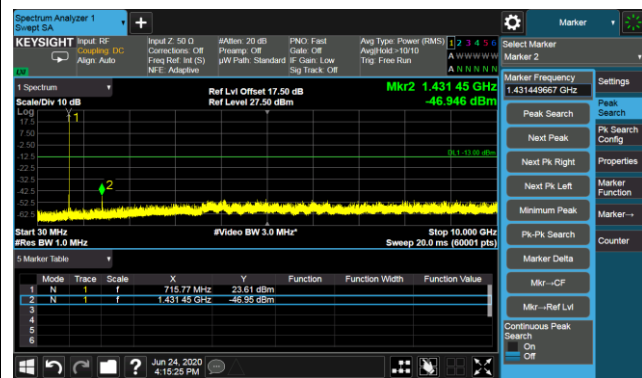 Spectrum Analyzer 1
Swept SA
Marker
KEYSIGHT
Input: RF
Coupling: DC
Align: Auto
Input Z: 50 Ω
Corrections: Off
Freq Ref: Int (S)
NFE: Adaptive
#Atten: 20 dB
Preamp: Off
µW Path: Standard
PNO: Fast
Gate: Off
IF Gain: Low
Sig Track: Off
Avg Type: Power (RMS)
Avg|Hold:>10/10
Trig: Free Run
1 2 3 4 5 6
A W W W W W
A N N N N N
LXI
Select Marker
Marker 2
1 Spectrum
Scale/Div 10 dB
Ref Lvl Offset 17.50 dB
Ref Level 27.50 dBm
Mkr2 1.431 45 GHz
-46.946 dBm
Log
17.5
7.50
-2.50
-12.5
-22.5
-32.5
-42.5
-52.5
-62.5
1
2
DL1 -13.00 dBm
Start 30 MHz
#Res BW 1.0 MHz
#Video BW 3.0 MHz*
Stop 10.000 GHz
Sweep 20.0 ms (60001 pts)
5 Marker Table
Mode Trace Scale X Y Function Function Width Function Value
1 N 1 f 715.77 MHz 23.61 dBm
2 N 1 f 1.431 45 GHz -46.95 dBm
3
4
5
6
Marker Frequency
1.431449667 GHz
Peak Search
Next Peak
Next Pk Right
Next Pk Left
Minimum Peak
Pk-Pk Search
Marker Delta
Mkr→CF
Mkr→Ref Lvl
Continuous Peak
Search
On
Off
Settings
Peak
Search
Pk Search
Config
Properties
Marker
Function
Marker→
Counter
Jun 24, 2020
4:15:25 PM